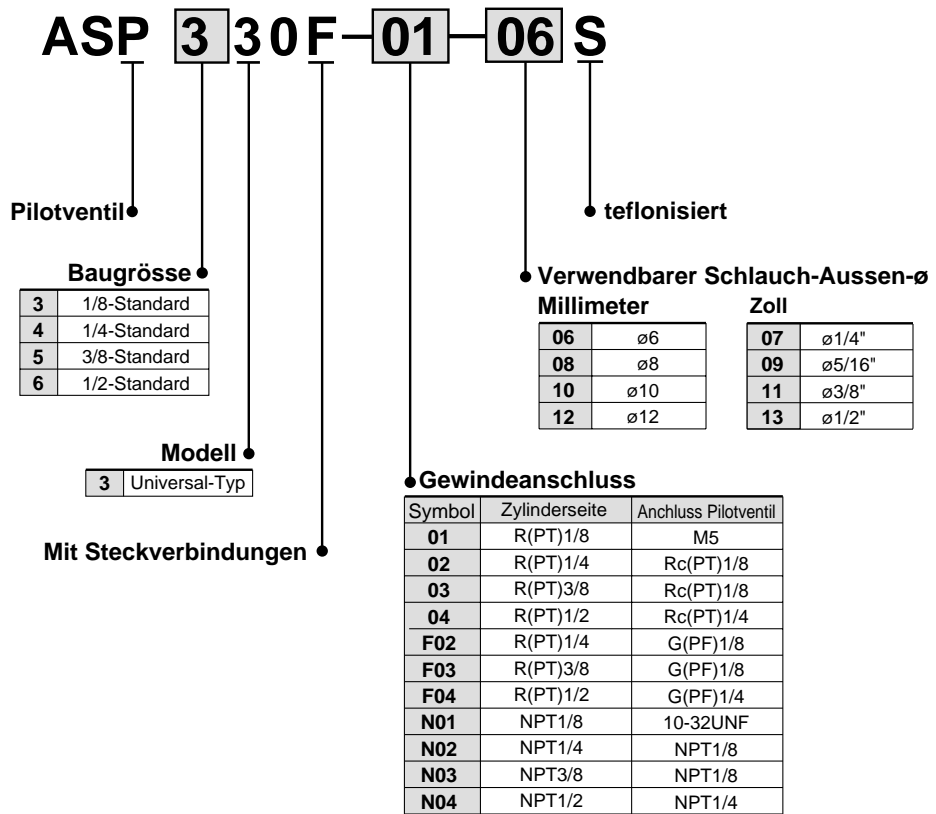 ASP 3 3 0 F - 01 - 06 S
Pilotventil
teflonisiert
Baugrösse
3 1/8-Standard
4 1/4-Standard
5 3/8-Standard
6 1/2-Standard
Verwendbarer Schlauch-Aussen-ø
Millimeter
06 ø6
08 ø8
10 ø10
12 ø12
Zoll
07 ø1/4"
09 ø5/16"
11 ø3/8"
13 ø1/2"
Modell
3 Universal-Typ
Mit Steckverbindungen
Gewindeanschluss
Symbol Zylinderseite Anchluss Pilotventil
01 R(PT)1/8 M5
02 R(PT)1/4 Rc(PT)1/8
03 R(PT)3/8 Rc(PT)1/8
04 R(PT)1/2 Rc(PT)1/4
F02 R(PT)1/4 G(PF)1/8
F03 R(PT)3/8 G(PF)1/8
F04 R(PT)1/2 G(PF)1/4
N01 NPT1/8 10-32UNF
N02 NPT1/4 NPT1/8
N03 NPT3/8 NPT1/8
N04 NPT1/2 NPT1/4